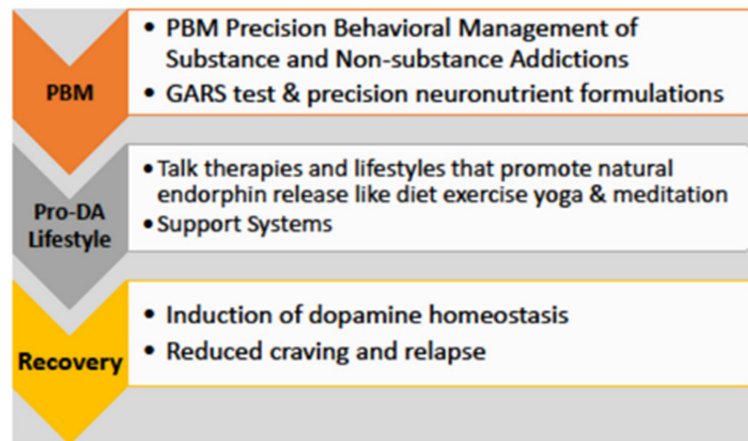 PBM
• PBM Precision Behavioral Management of
Substance and Non-substance Addictions
• GARS test & precision neuronutrient formulations
Pro-DA
Lifestyle
• Talk therapies and lifestyles that promote natural
endorphin release like diet exercise yoga & meditation
• Support Systems
Recovery
• Induction of dopamine homeostasis
• Reduced craving and relapse